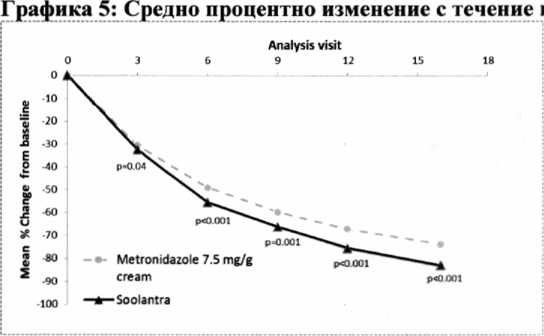 Графика 5: Средно процентно изменение с течение
Analysis visit
0 3 6 9 12 15 18
0
-10
-20
-30
-40
-50
-60
-70
-80
-90
-100
Mean % Change from baseline
p=0.04
p<0.001
p=0.001
p<0.001
p<0.001
Metronidazole 7.5 mg/g
cream
Soolantra